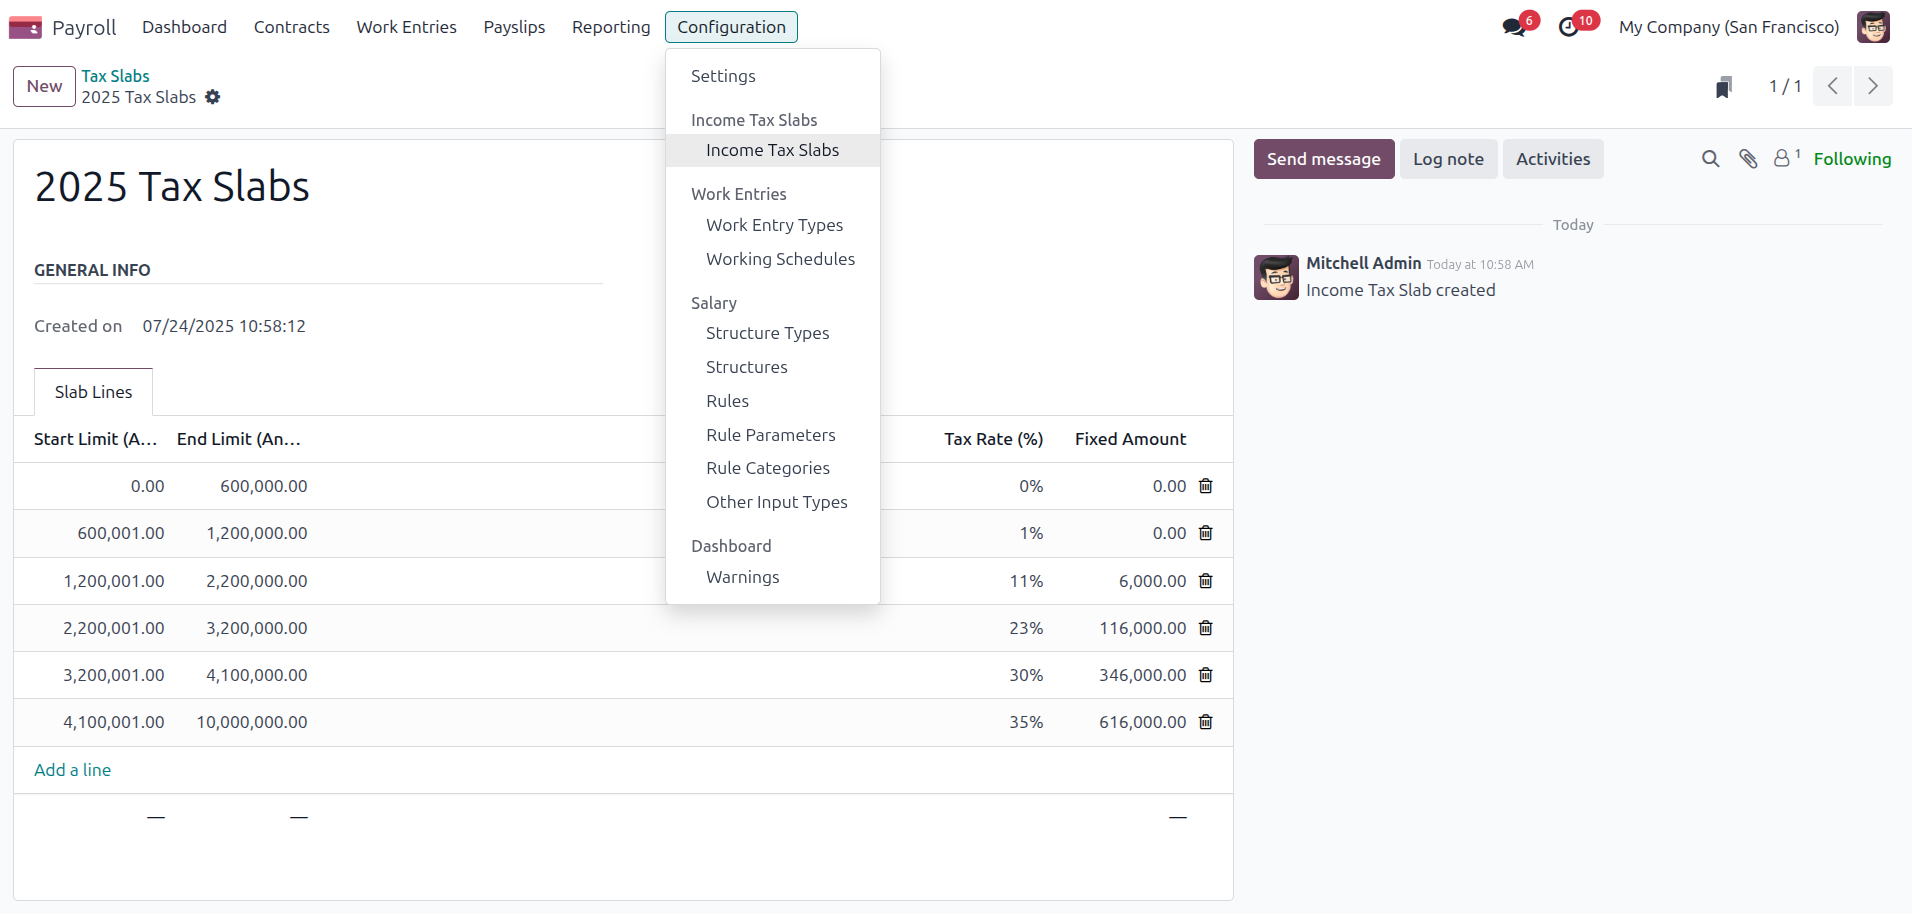 Payroll Dashboard Contracts Work Entries Payslips Reporting Configuration 6 10 My Company (San Francisco)
New Tax Slabs
2025 Tax Slabs
1 / 1
Settings
Income Tax Slabs
Income Tax Slabs
Work Entries
Work Entry Types
Working Schedules
Salary
Structure Types
Structures
Rules
Rule Parameters
Rule Categories
Other Input Types
Dashboard
Warnings
2025 Tax Slabs
GENERAL INFO
Created on 07/24/2025 10:58:12
Slab Lines
Start Limit (A... End Limit (An... Tax Rate (%) Fixed Amount
0.00 600,000.00 0% 0.00
600,001.00 1,200,000.00 1% 0.00
1,200,001.00 2,200,000.00 11% 6,000.00
2,200,001.00 3,200,000.00 23% 116,000.00
3,200,001.00 4,100,000.00 30% 346,000.00
4,100,001.00 10,000,000.00 35% 616,000.00
Add a line
— — —
Send message Log note Activities 1 Following
Today
Mitchell Admin Today at 10:58 AM
Income Tax Slab created